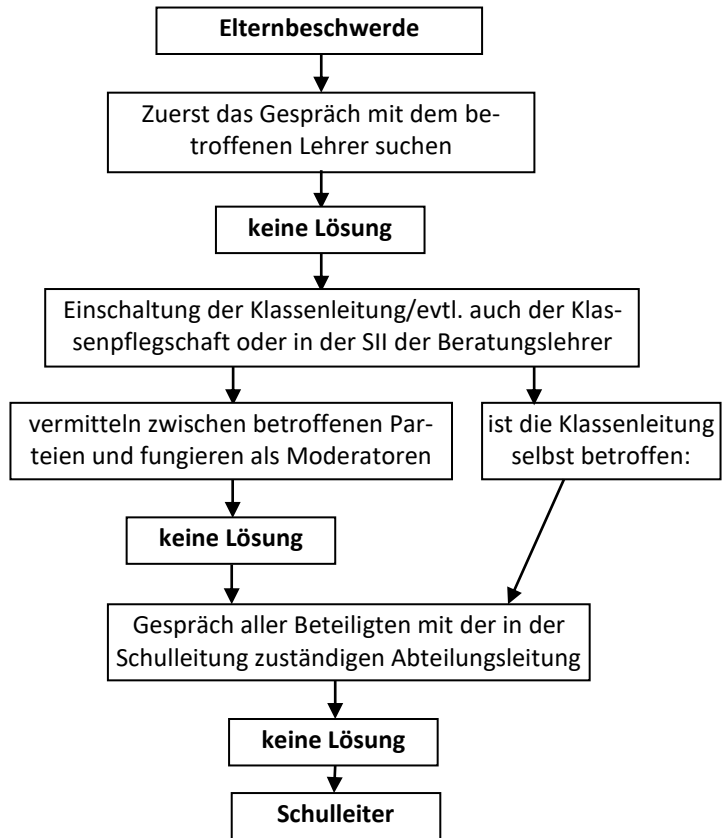 Elternbeschwerde
Zuerst das Gespräch mit dem be-
troffenen Lehrer suchen
keine Lösung
Einschaltung der Klassenleitung/evtl. auch der Klas-
senpflegschaft oder in der SII der Beratungslehrer
vermitteln zwischen betroffenen Par-
teien und fungieren als Moderatoren
ist die Klassenleitung
selbst betroffen:
keine Lösung
Gespräch aller Beteiligten mit der in der
Schulleitung zuständigen Abteilungsleitung
keine Lösung
Schulleiter